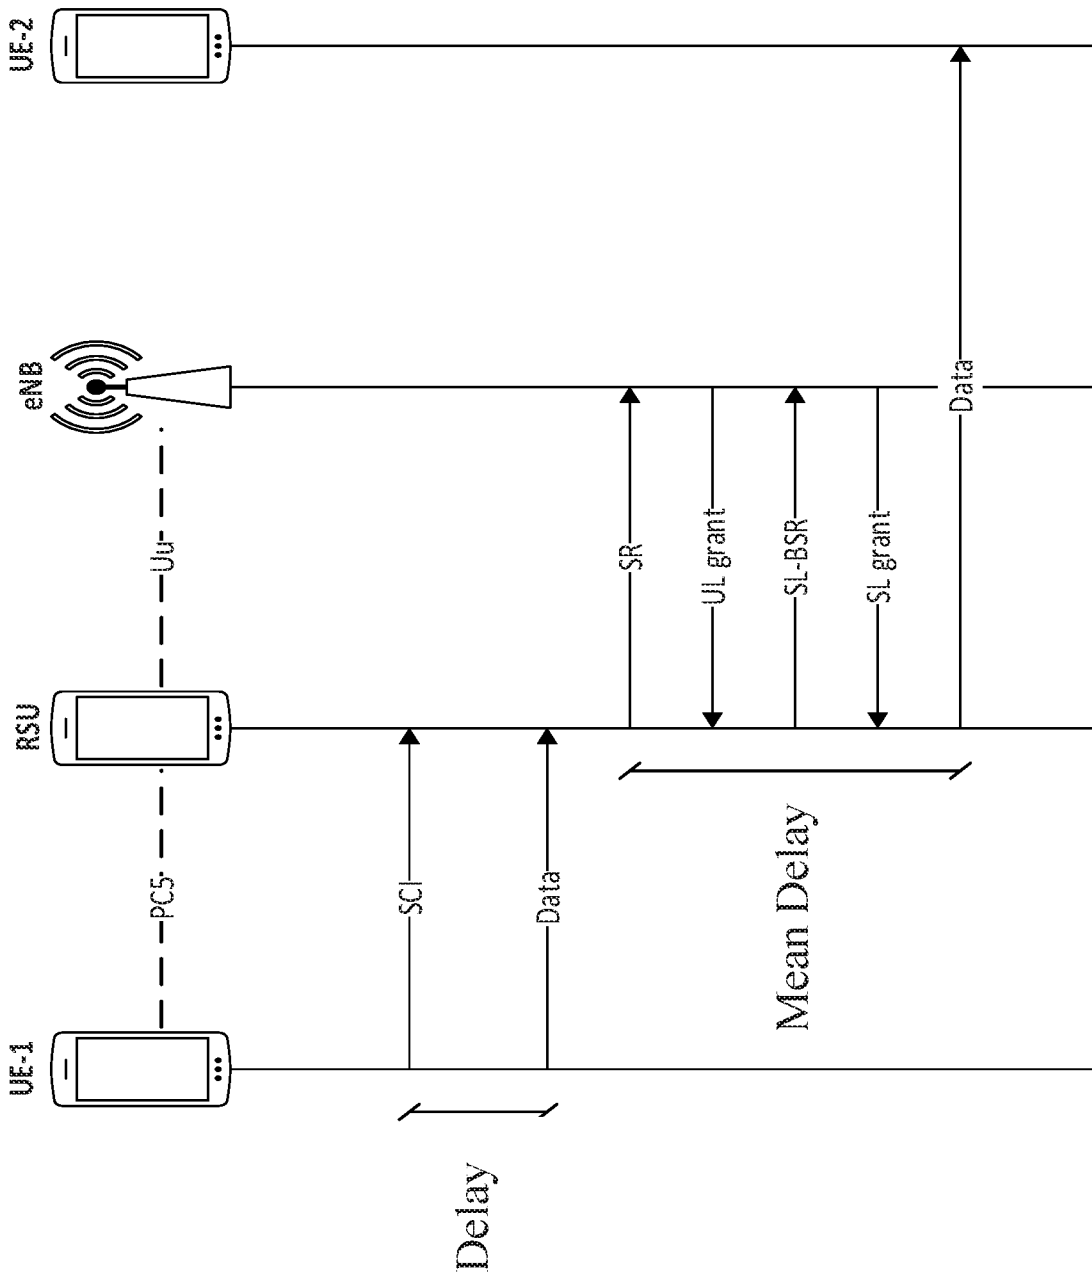 UE-1
RSU
eNB
UE-2
PC5
Uu
SCI
Data
Delay
SR
UL grant
SL-BSR
SL grant
Data
Mean Delay